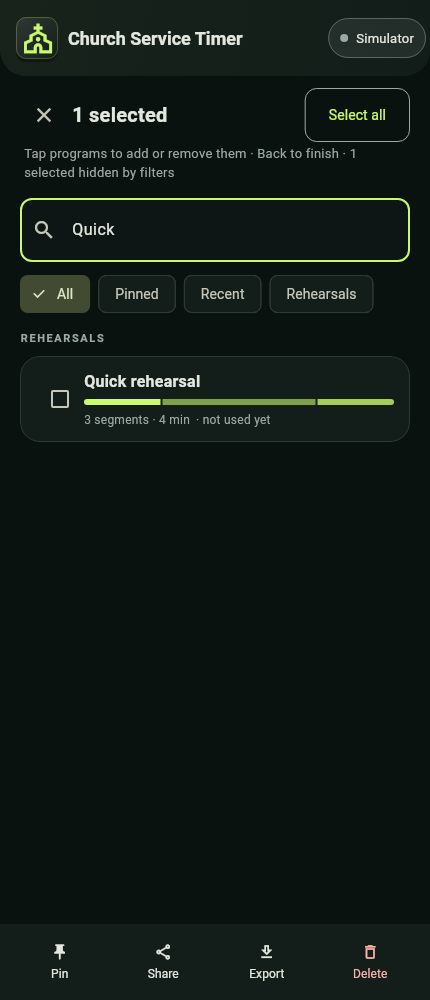 Church Service Timer
Simulator
1 selected
Select all
Tap programs to add or remove them · Back to finish · 1
selected hidden by filters
Quick
All
Pinned
Recent
Rehearsals
REHEARSALS
Quick rehearsal
3 segments · 4 min · not used yet
Pin
Share
Export
Delete